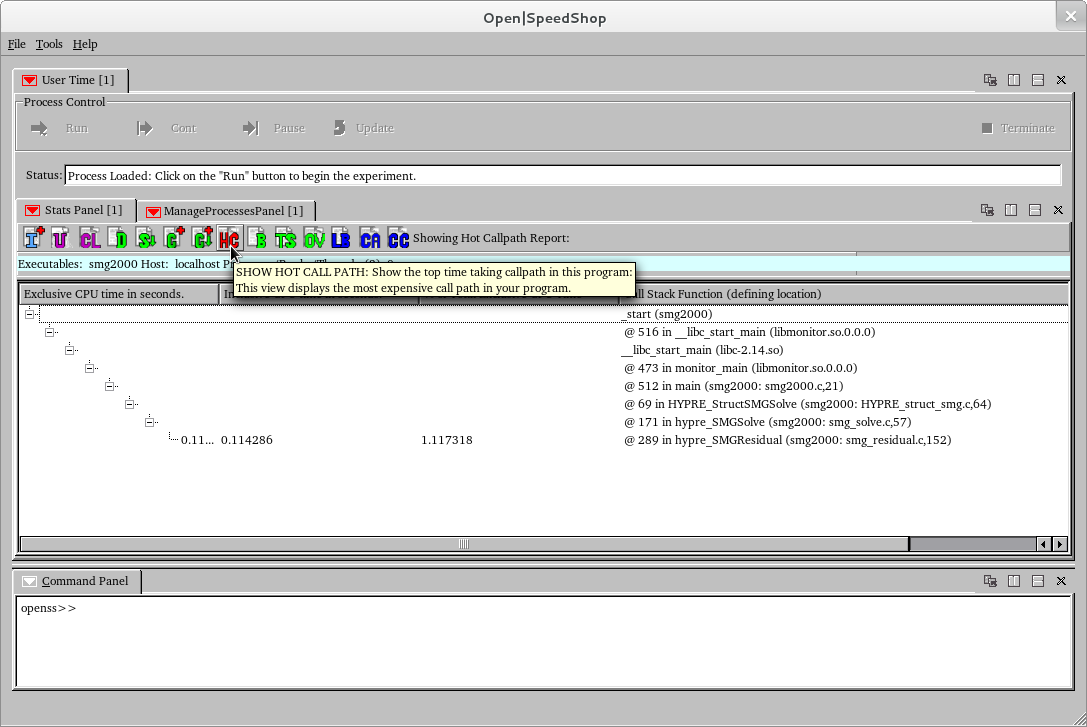 Open|SpeedShop
File Tools Help
User Time [1]
Process Control
Run Cont Pause Update Terminate
Status: Process Loaded: Click on the "Run" button to begin the experiment.
Stats Panel [1] ManageProcessesPanel [1]
I U CL D C HC B TS OV LB CA CC Showing Hot Callpath Report:
Executables: smg2000 Host: localhost
SHOW HOT CALL PATH: Show the top time taking callpath in this program:
This view displays the most expensive call path in your program.
Exclusive CPU time in seconds. Stack Function (defining location)
_start (smg2000)
@ 516 in __libc_start_main (libmonitor.so.0.0.0)
__libc_start_main (libc-2.14.so)
@ 473 in monitor_main (libmonitor.so.0.0.0)
@ 512 in main (smg2000: smg2000.c,21)
@ 69 in HYPRE_StructSMGSolve (smg2000: HYPRE_struct_smg.c,64)
@ 171 in hypre_SMGSolve (smg2000: smg_solve.c,57)
0.11... 0.114286 1.117318 @ 289 in hypre_SMGResidual (smg2000: smg_residual.c,152)
Command Panel
openss>>